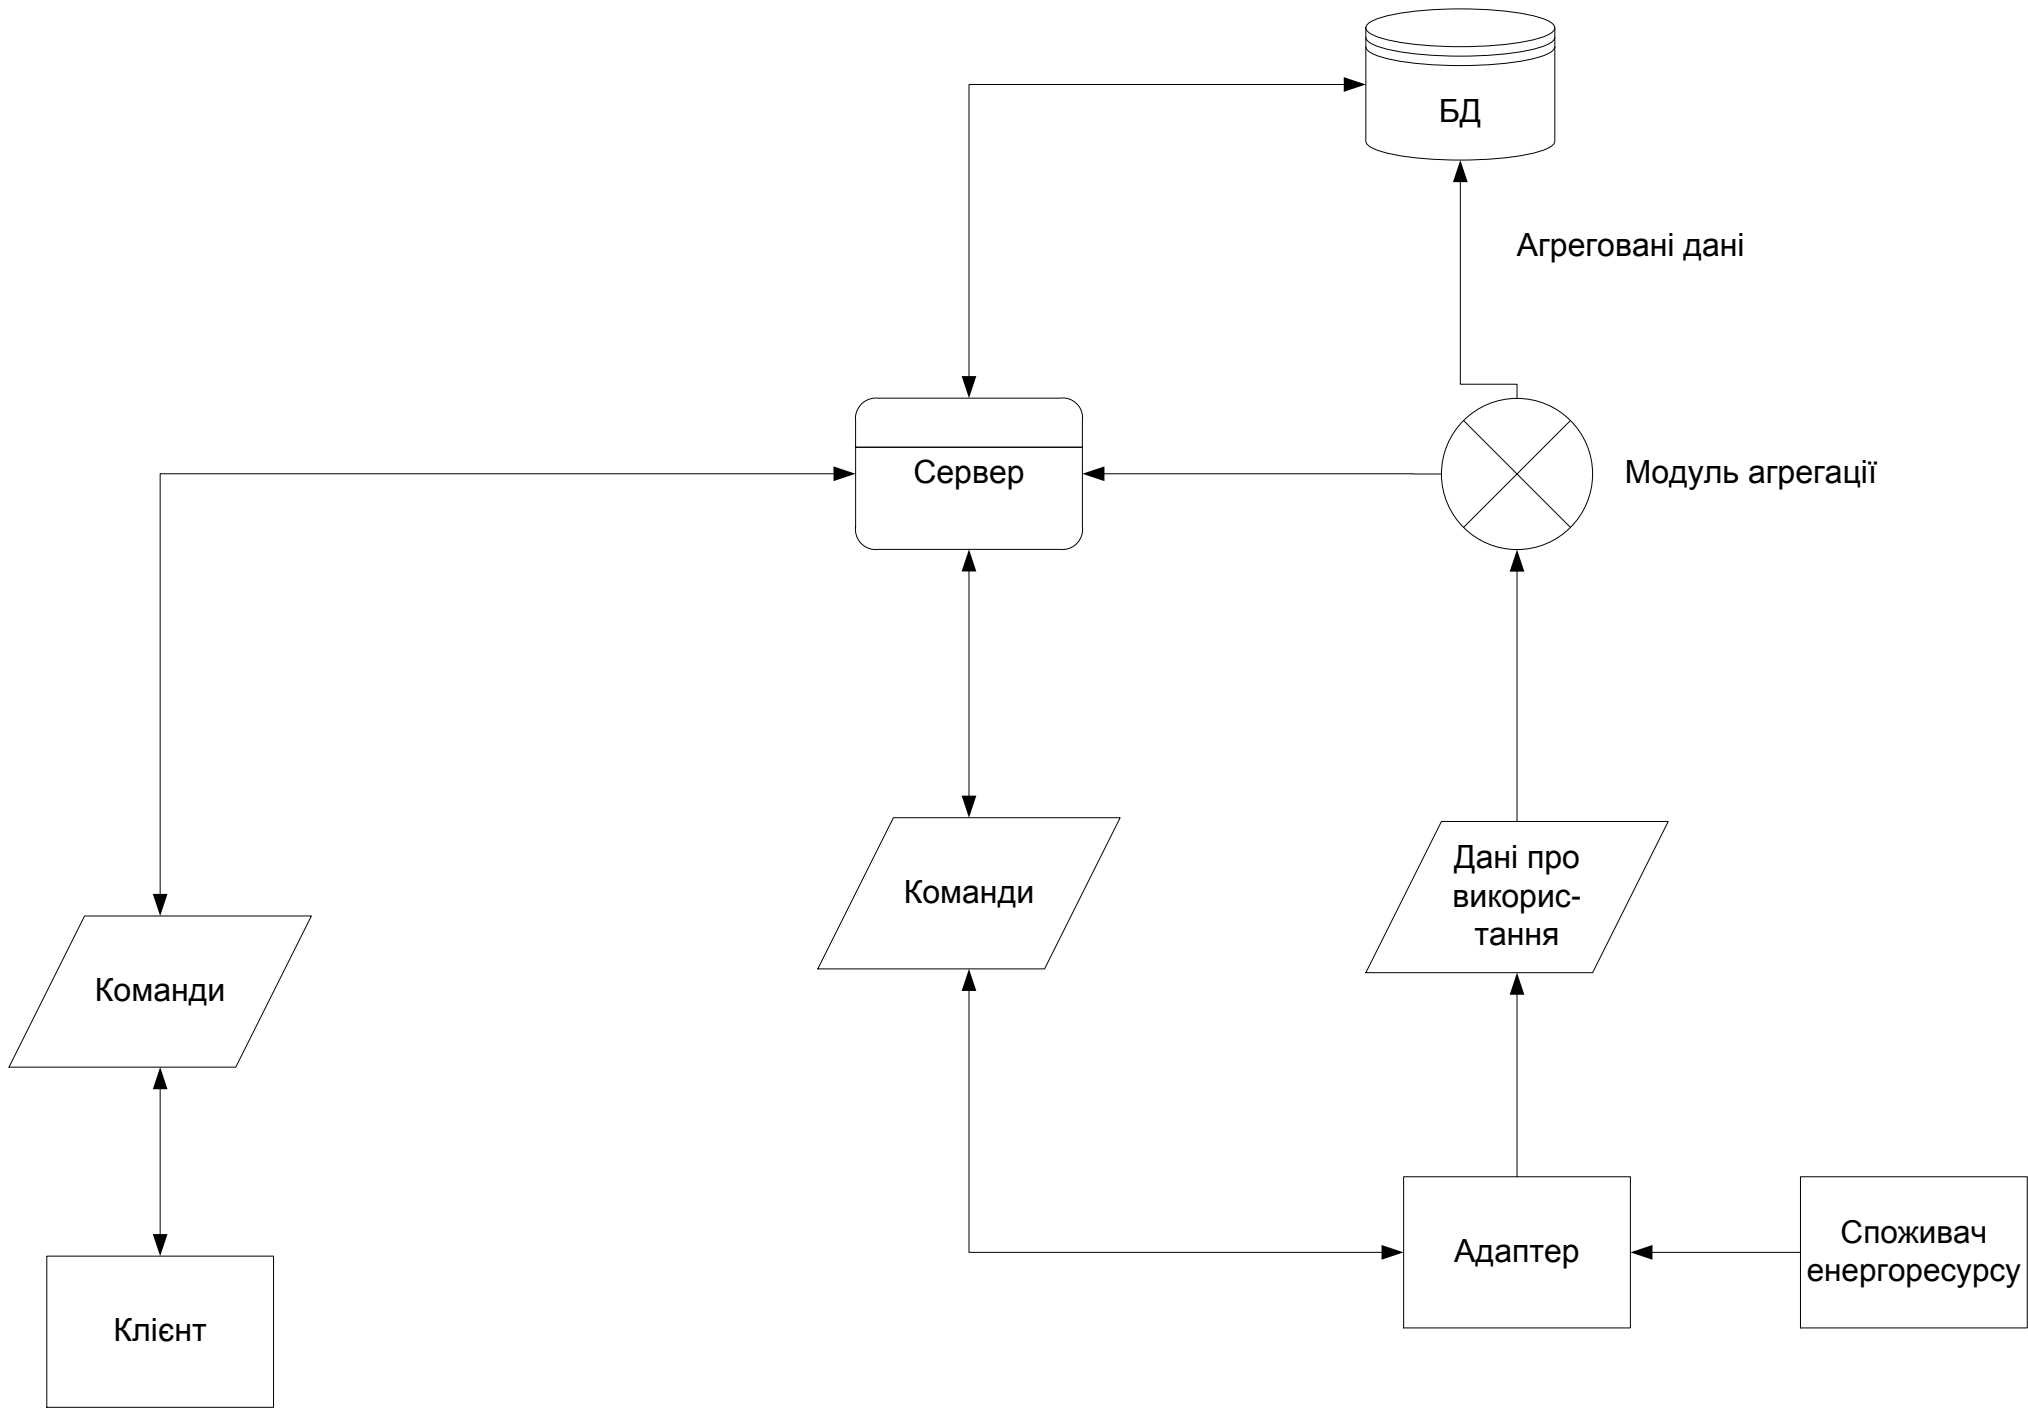 БД
Агреговані дані
Сервер
Модуль агрегації
Команди
Дані про
викорис-
тання
Команди
Адаптер
Споживач
енергоресурсу
Клієнт